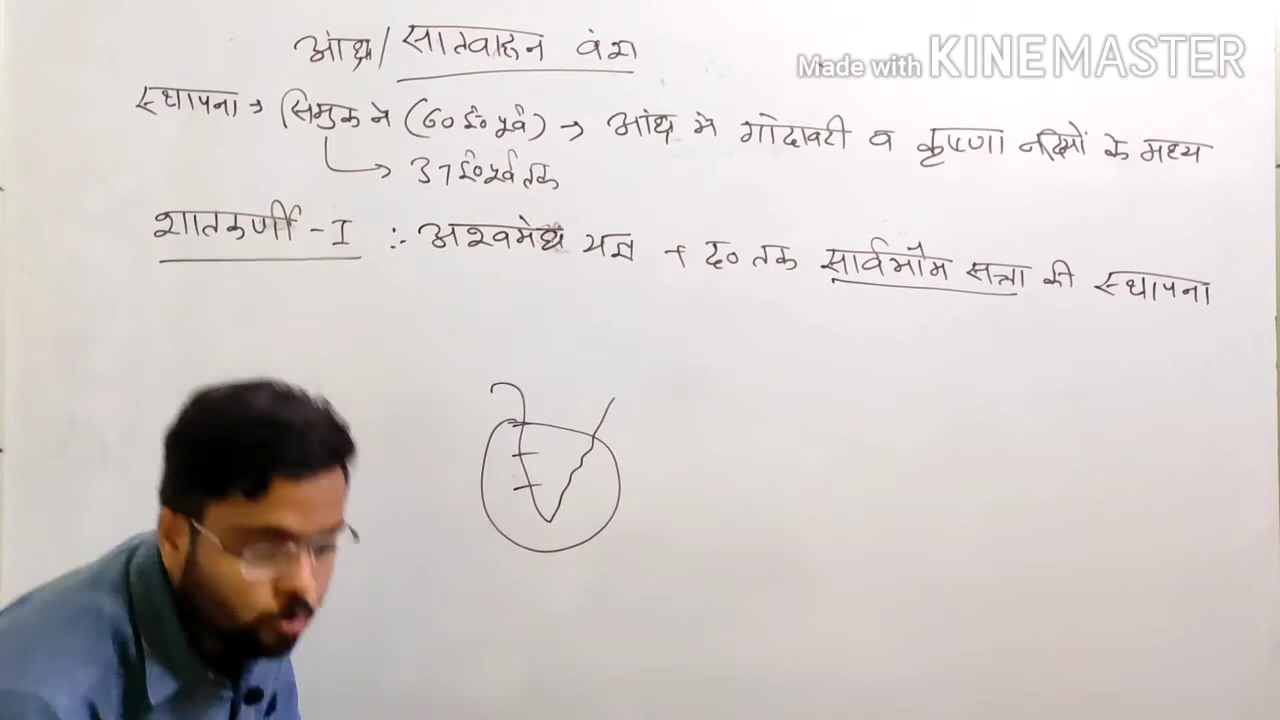 आंध्र/सातवाहन वंश
Made with KINEMASTER
स्थापना → सिमुक ने (60 ई० पूर्व) → आंध्र में गोदावरी व कृष्णा नदियों के मध्य
→ 37 ई० पूर्व तक
शातकर्णी - I :- अश्वमेध यज्ञ + द० तक सार्वभौम सत्ता की स्थापना